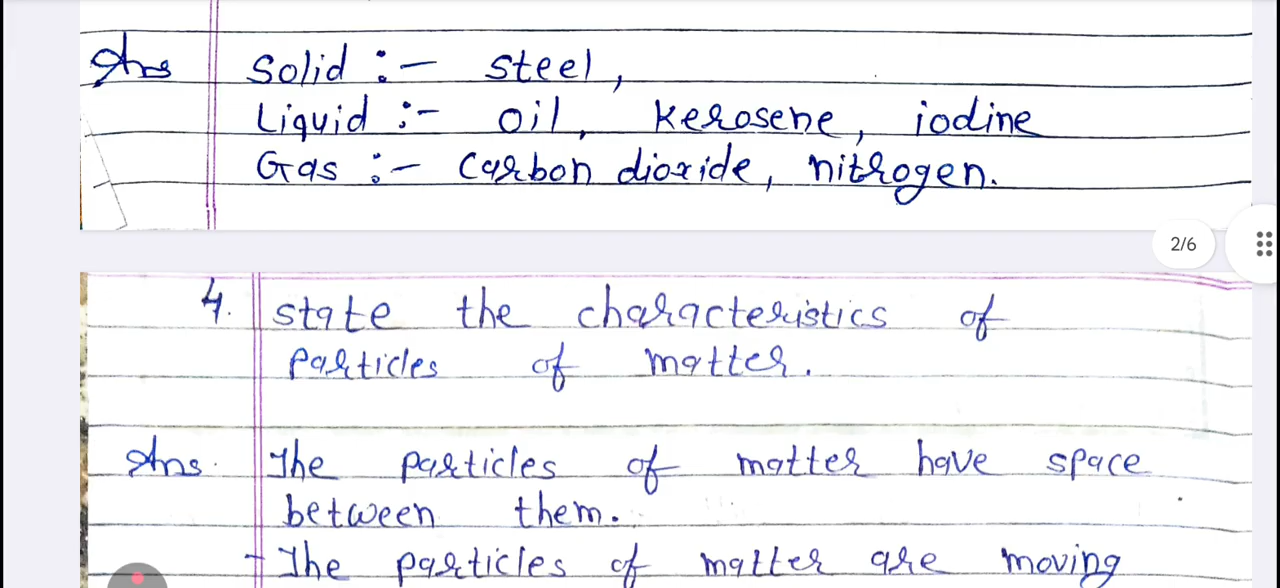 Ans Solid :- steel,
Liquid :- oil, kerosene, iodine
Gas :- carbon dioxide, nitrogen.
2/6
4. state the characteristics of
particles of matter.
Ans. The particles of matter have space
between them.
- The particles of matter are moving